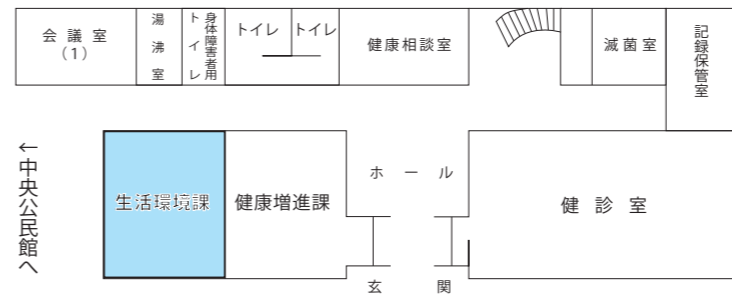 会議室
(1)
湯沸室
身体障害者用
トイレ
トイレ
トイレ
健康相談室
滅菌室
記録保管室
←中央公民館へ
生活環境課
健康増進課
ホール
健診室
玄関